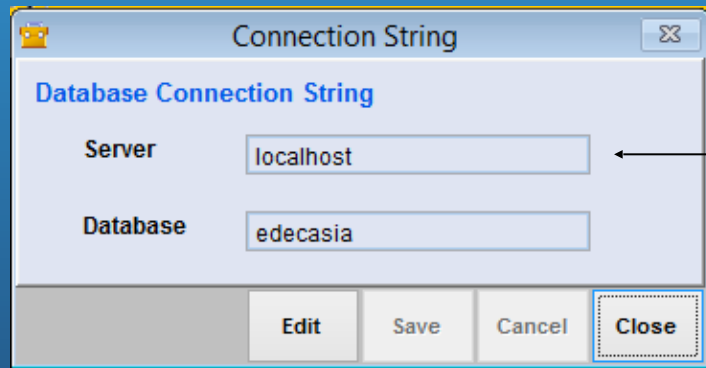 Connection String
Database Connection String
Server localhost
Database edecasia
Edit Save Cancel Close